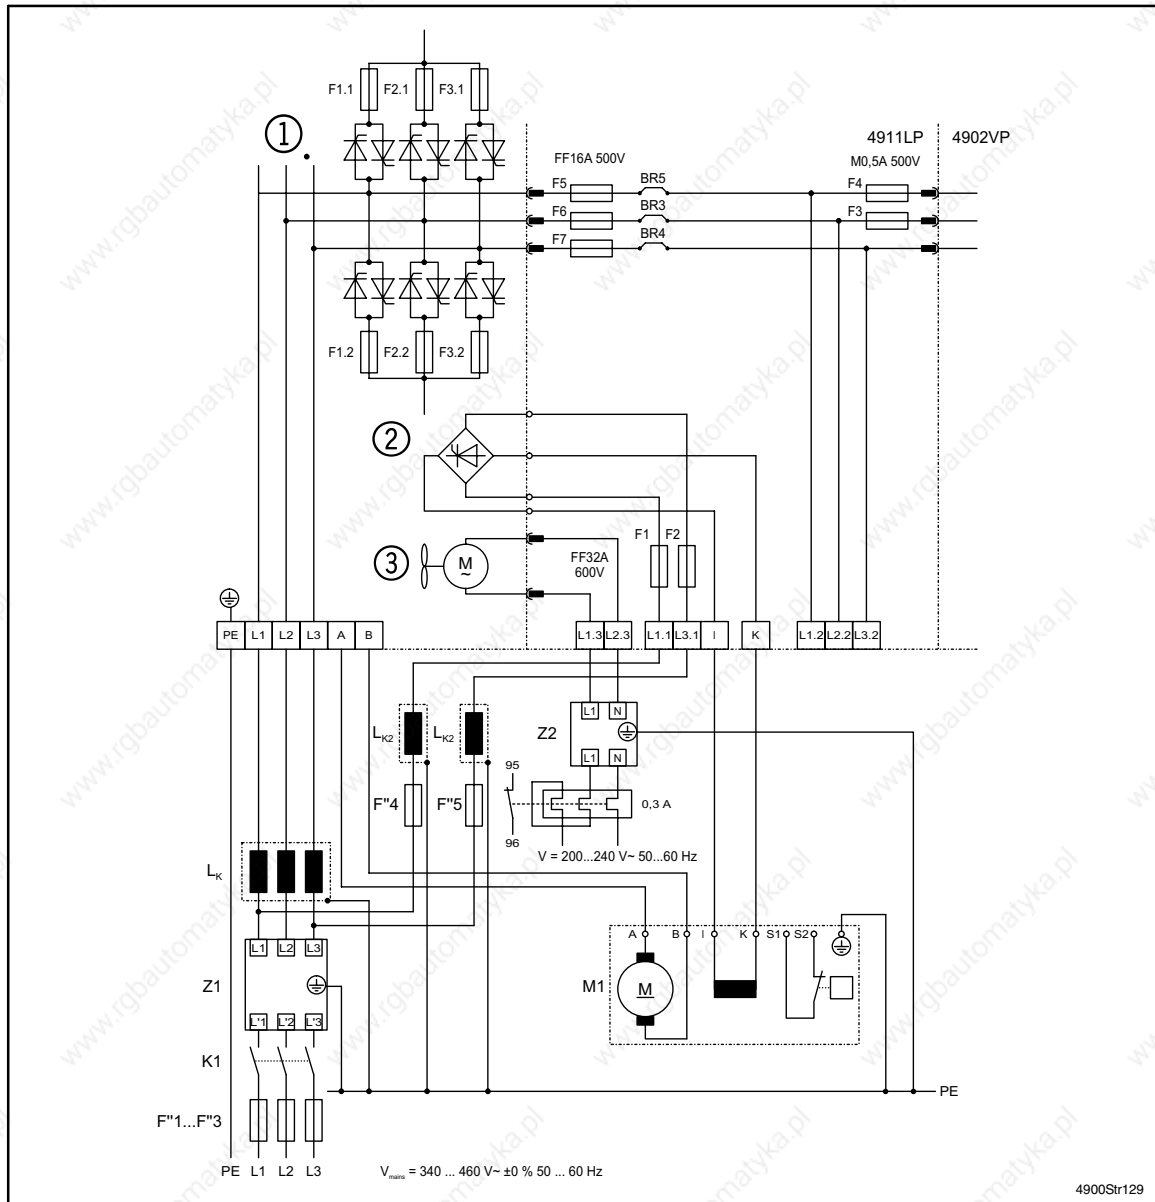 F1.1 F2.1 F3.1
1
4911LP 4902VP
FF16A 500V M0,5A 500V
F5 BR5 F4
F6 BR3 F3
F7 BR4
F1.2 F2.2 F3.2
2
F1 F2
3
M
~
FF32A
600V
PE L1 L2 L3 A B L1.3 L2.3 L1.1 L3.1 I K L1.2 L2.2 L3.2
L1 N
LK2 LK2 Z2
L1 N
95
F"4 F"5 0,3 A
96
V = 200...240 V~ 50...60 Hz
LK
A B I K S1 S2
L1 L2 L3
Z1 M1 M
L'1 L'2 L'3
K1
PE
F"1...F"3
PE L1 L2 L3 Vmains = 340 ... 460 V~ ±0 % 50 ... 60 Hz
4900Str129
www.rgbautomatyka.pl